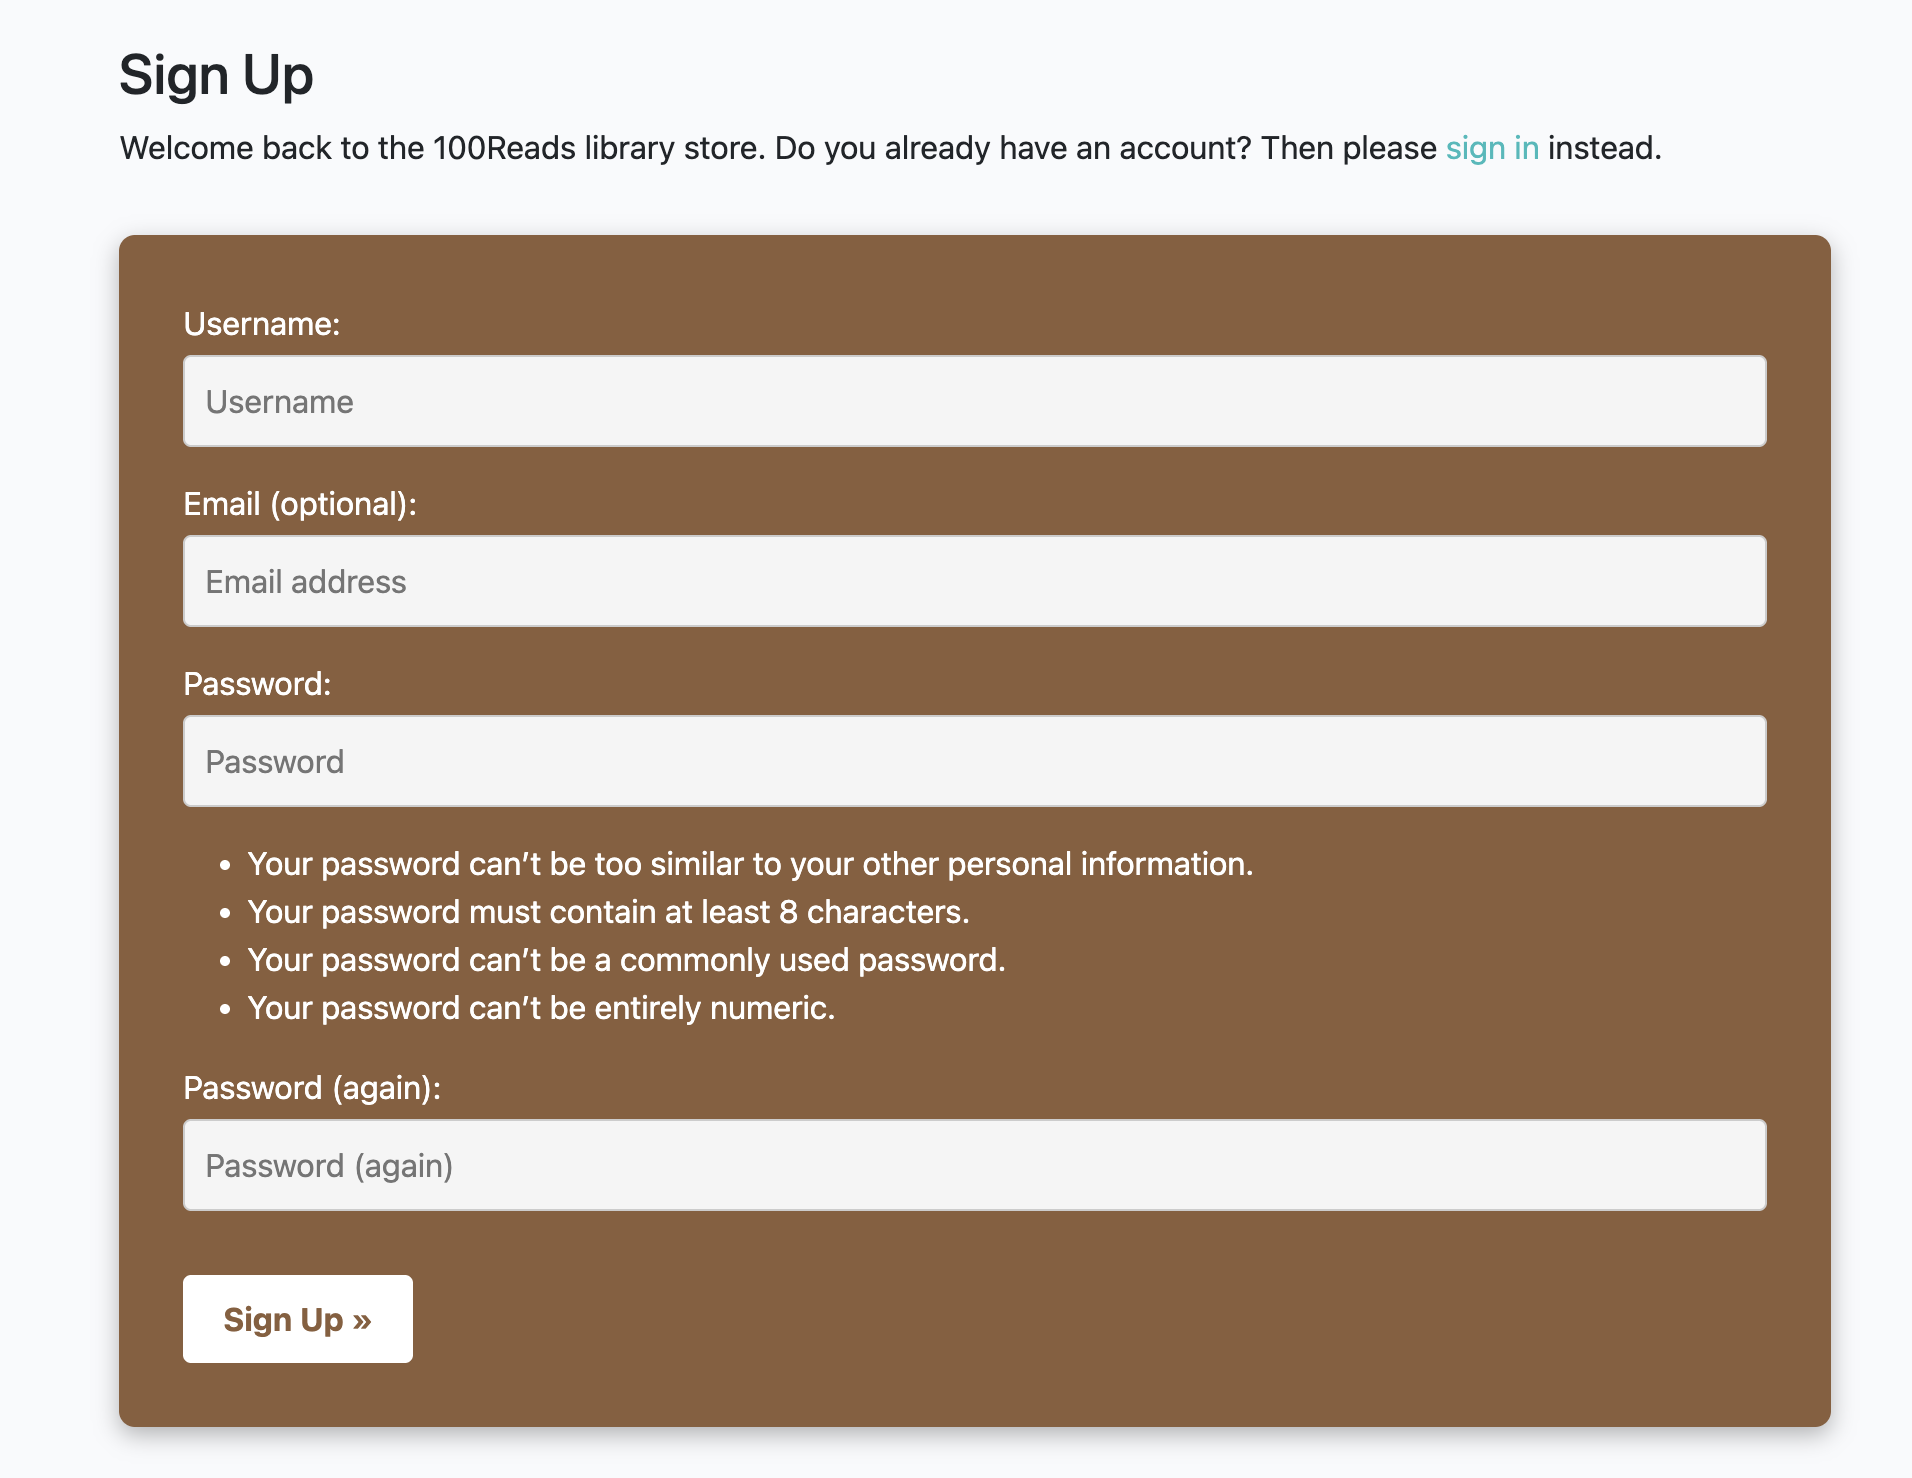 Sign Up
Welcome back to the 100Reads library store. Do you already have an account? Then please sign in instead.
Username:
Username
Email (optional):
Email address
Password:
Password
• Your password can’t be too similar to your other personal information.
• Your password must contain at least 8 characters.
• Your password can’t be a commonly used password.
• Your password can’t be entirely numeric.
Password (again):
Password (again)
Sign Up »